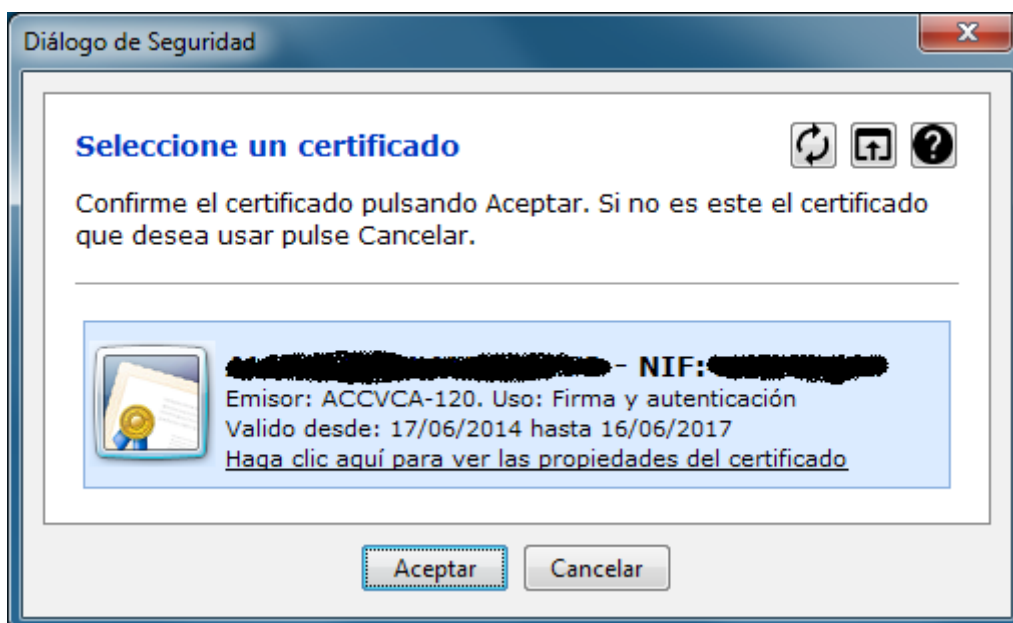 Diálogo de Seguridad
Seleccione un certificado
Confirme el certificado pulsando Aceptar. Si no es este el certificado
que desea usar pulse Cancelar.
- NIF:
Emisor: ACCVCA-120. Uso: Firma y autenticación
Valido desde: 17/06/2014 hasta 16/06/2017
Haga clic aquí para ver las propiedades del certificado
Aceptar
Cancelar